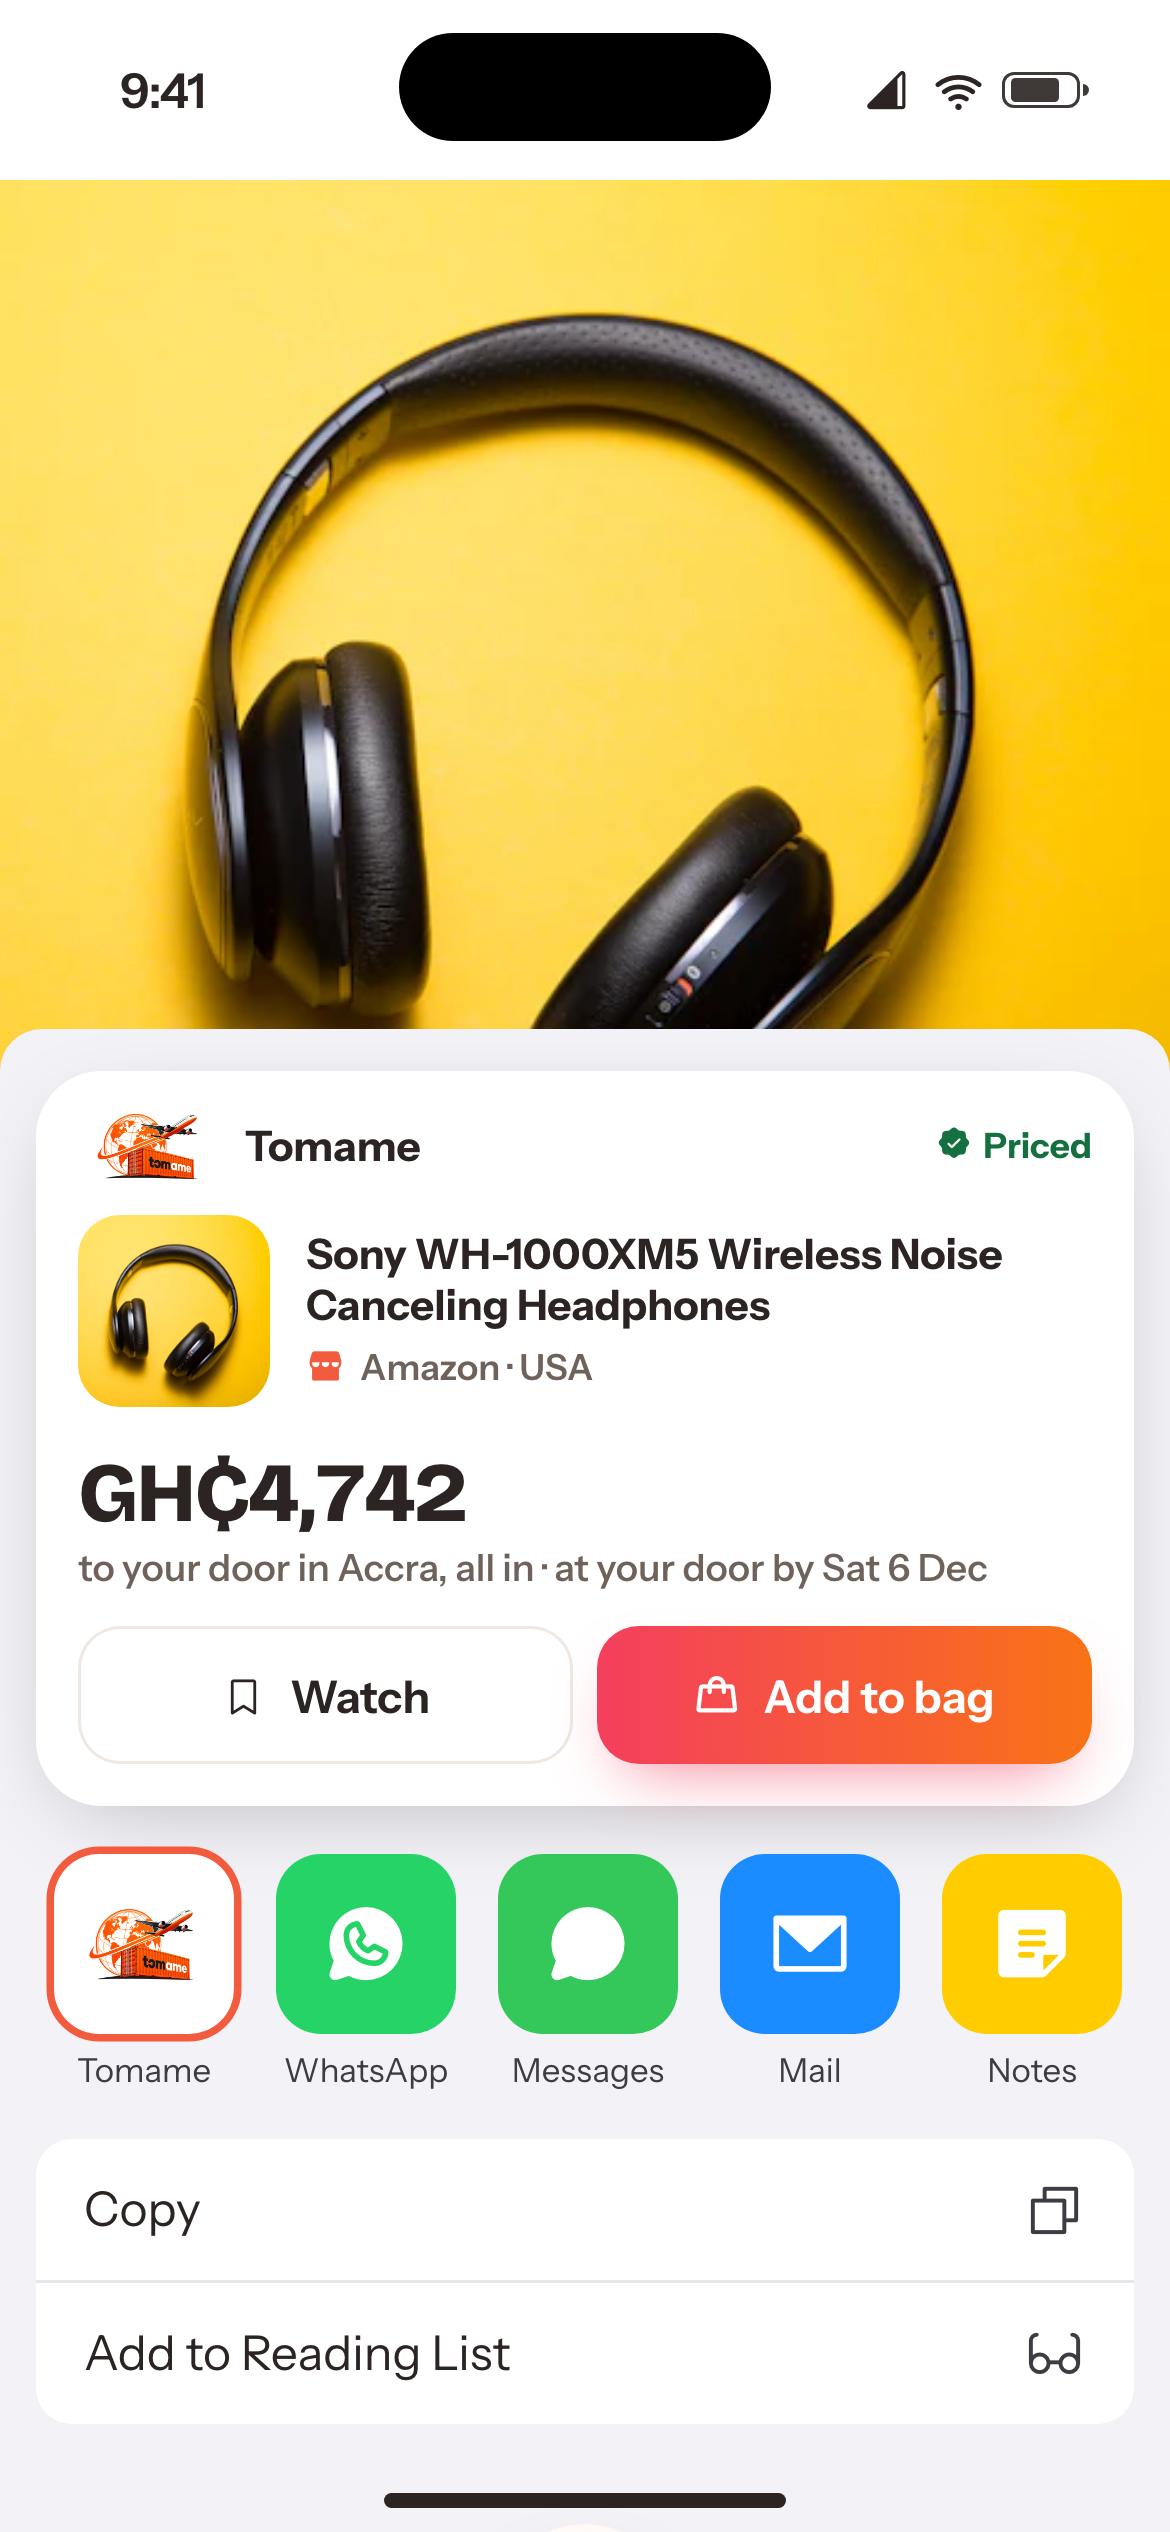 9:41
tomame
Tomame
Priced
Sony WH-1000XM5 Wireless Noise
Canceling Headphones
Amazon · USA
GH₵4,742
to your door in Accra, all in · at your door by Sat 6 Dec
Watch
Add to bag
tomame
Tomame
WhatsApp
Messages
Mail
Notes
Copy
Add to Reading List